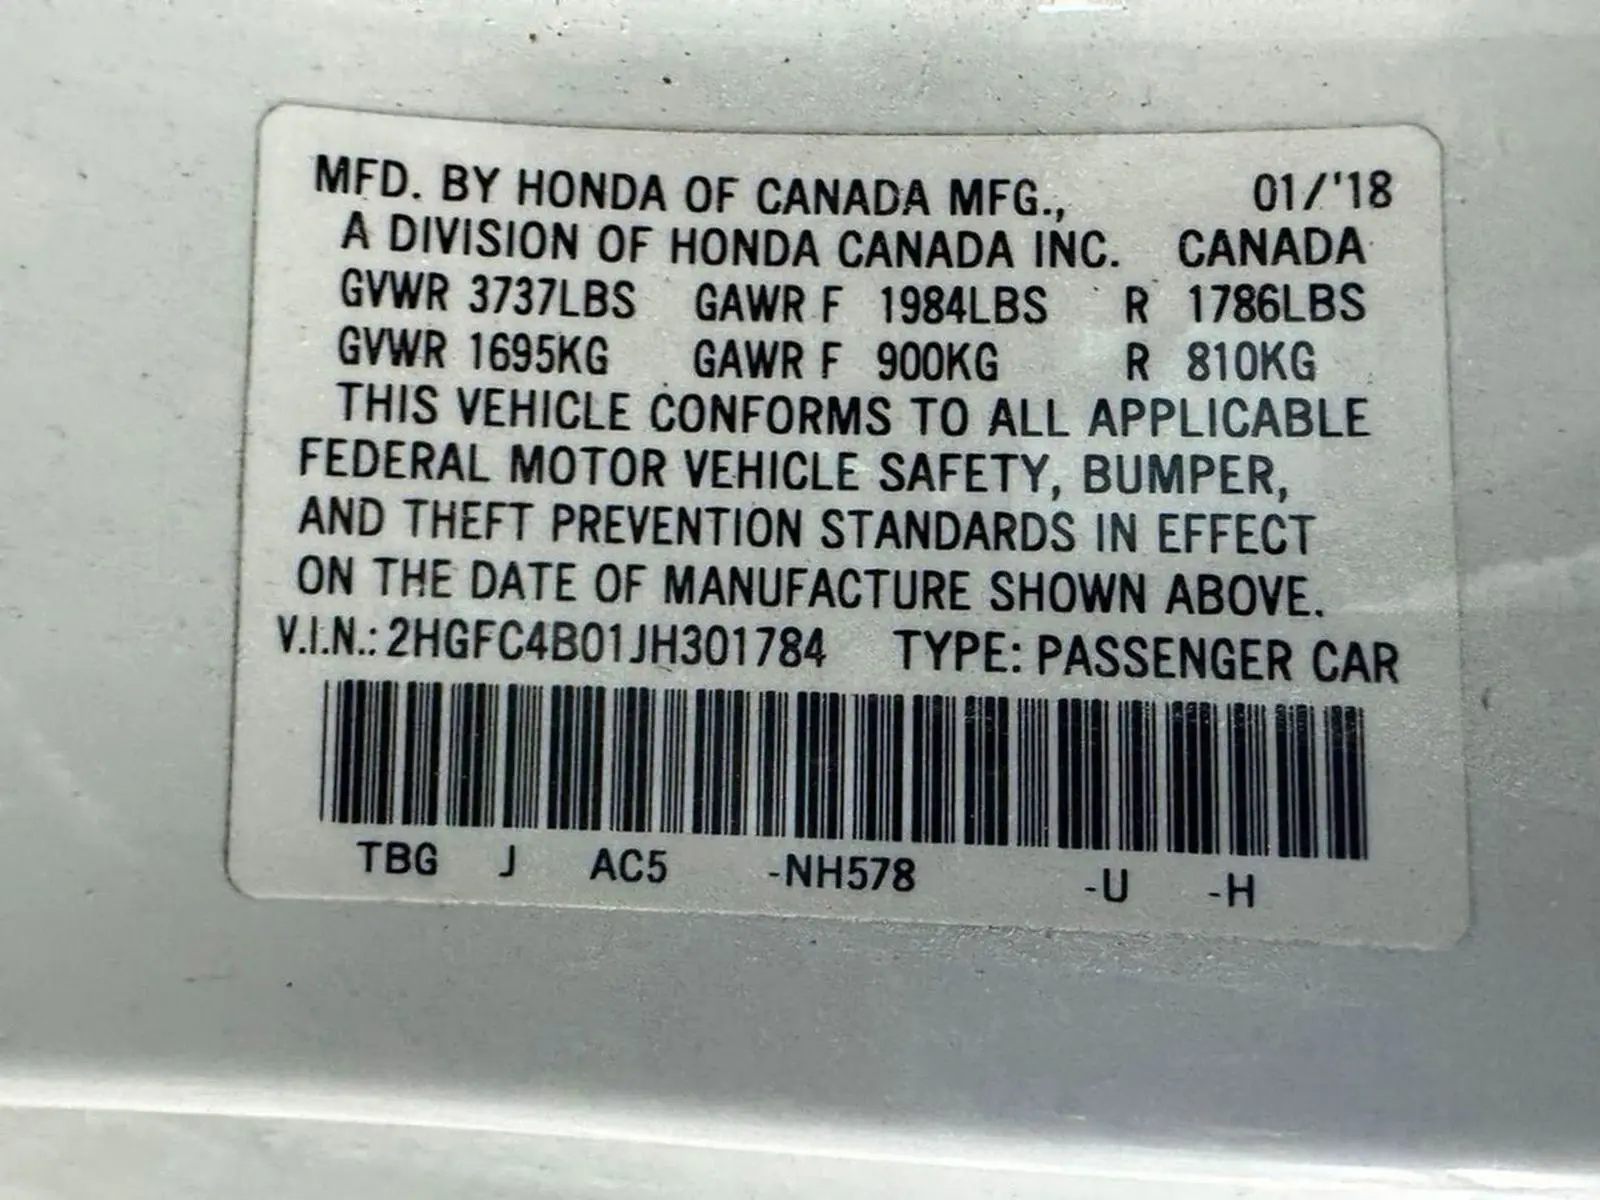 MFD. BY HONDA OF CANADA MFG., 01/'18
A DIVISION OF HONDA CANADA INC. CANADA
GVWR 3737LBS GAWR F 1984LBS R 1786LBS
GVWR 1695KG GAWR F 900KG R 810KG
THIS VEHICLE CONFORMS TO ALL APPLICABLE
FEDERAL MOTOR VEHICLE SAFETY, BUMPER,
AND THEFT PREVENTION STANDARDS IN EFFECT
ON THE DATE OF MANUFACTURE SHOWN ABOVE.
V.I.N.: 2HGFC4B01JH301784 TYPE: PASSENGER CAR
TBG J AC5 -NH578 -U -H